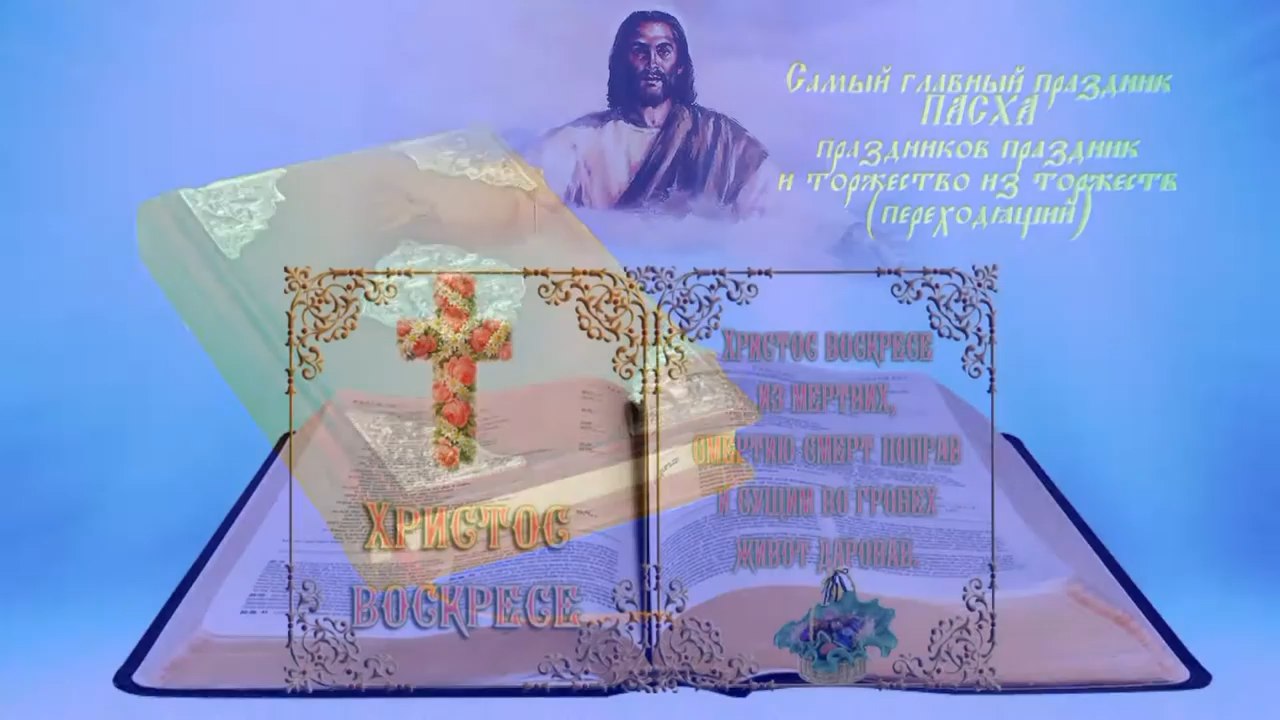 Самый главный праздник
ПАСХА
праздников праздник
и торжество из торжеств
(переходящий)
Христос
воскресе
Христос воскресе
из мертвих,
смертию смерт поправ
и сущим во гробех
живот даровав.